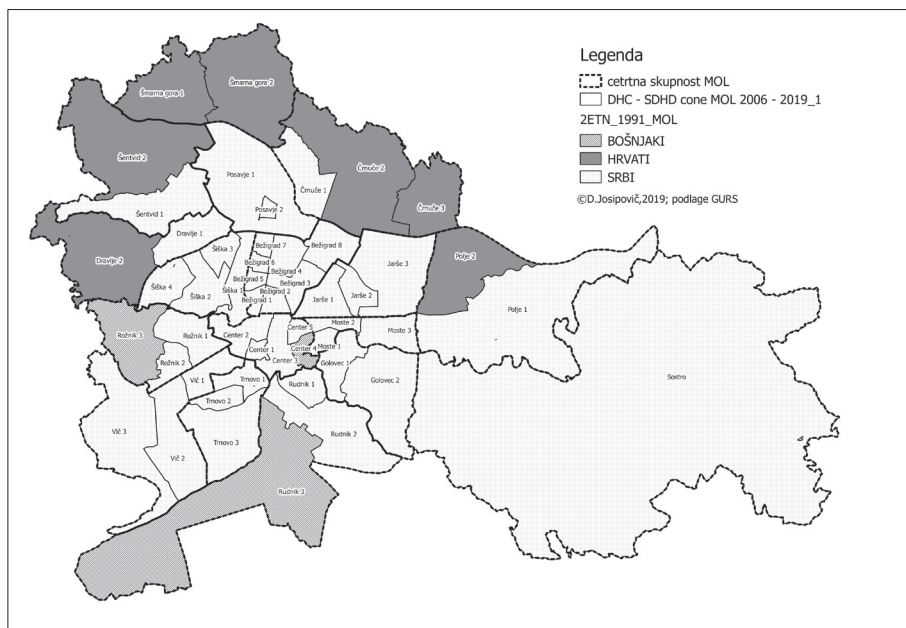 Legenda
cetrtna skupnost MOL
DHC - SDHD cone MOL 2006 - 2019_1
2ETN_1991_MOL
BOŠNJAKI
HRVATI
SRBI
©D.Josipovič,2019; podlage GURS
Šmarna gora 2
Šmarna gora 1
Šentvid 2
Črnuče 2
Posavje 1
Črnuče 1
Črnuče 3
Posavje 2
Šentvid 1
Dravlje 1
Šiška 3
Bežigrad 7
Bežigrad 8
Polje 2
Dravlje 2
Bežigrad 6
Jarše 3
Bežigrad 4
Bežigrad 5
Bežigrad 3
Šiška 4
Šiška 2
Šiška 1
Bežigrad 2
Jarše 2
Bežigrad 1
Jarše 1
Polje 1
Rožnik 3
Rožnik 1
Center 2
Center 5
Moste 2
Moste 3
Center 1
Center 4
Moste 1
Center 3
Rožnik 2
Golovec 1
Vič 1
Trnovo 1
Rudnik 1
Golovec 2
Sostro
Trnovo 2
Vič 3
Trnovo 3
Rudnik 2
Vič 2
Rudnik 3